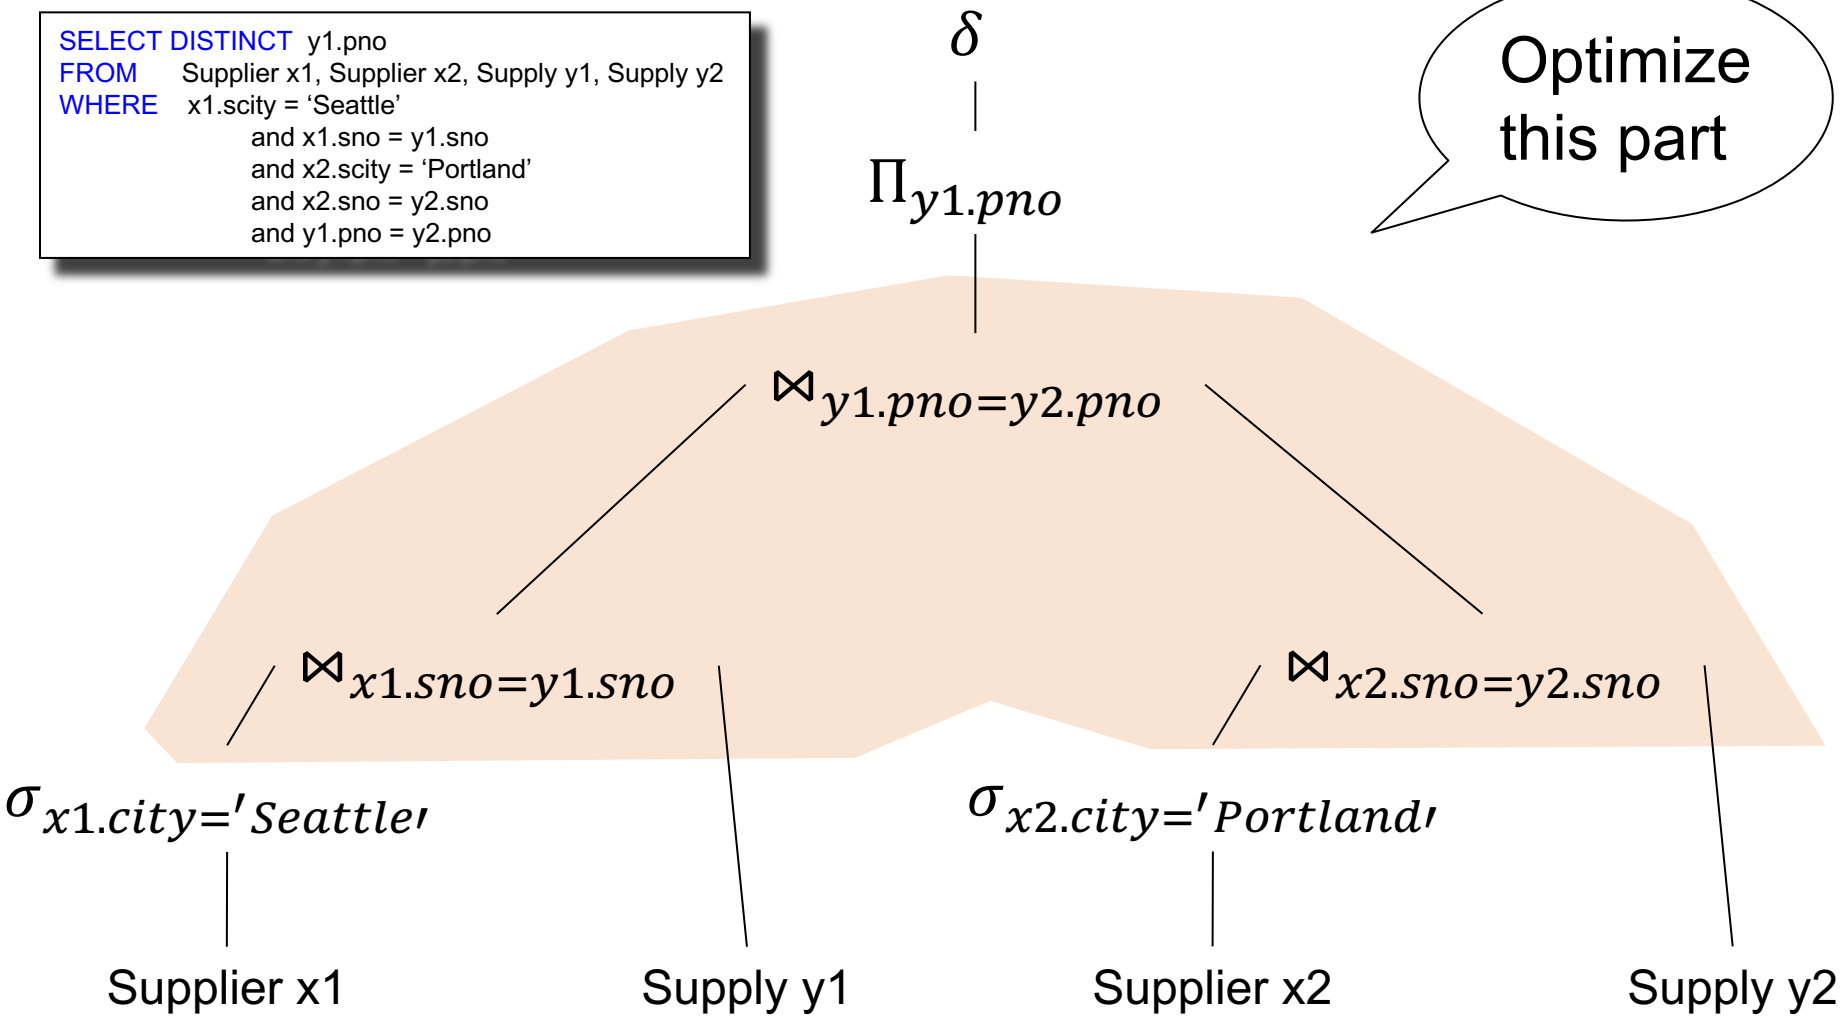 SELECT DISTINCT y1.pno
FROM Supplier x1, Supplier x2, Supply y1, Supply y2
WHERE x1.scity = ‘Seattle’
and x1.sno = y1.sno
and x2.scity = ‘Portland’
and x2.sno = y2.sno
and y1.pno = y2.pno
δ
Π y1.pno
Optimize
this part
⋈ y1.pno=y2.pno
⋈ x1.sno=y1.sno
⋈ x2.sno=y2.sno
σ x1.city='Seattle'
σ x2.city='Portland'
Supplier x1
Supply y1
Supplier x2
Supply y2